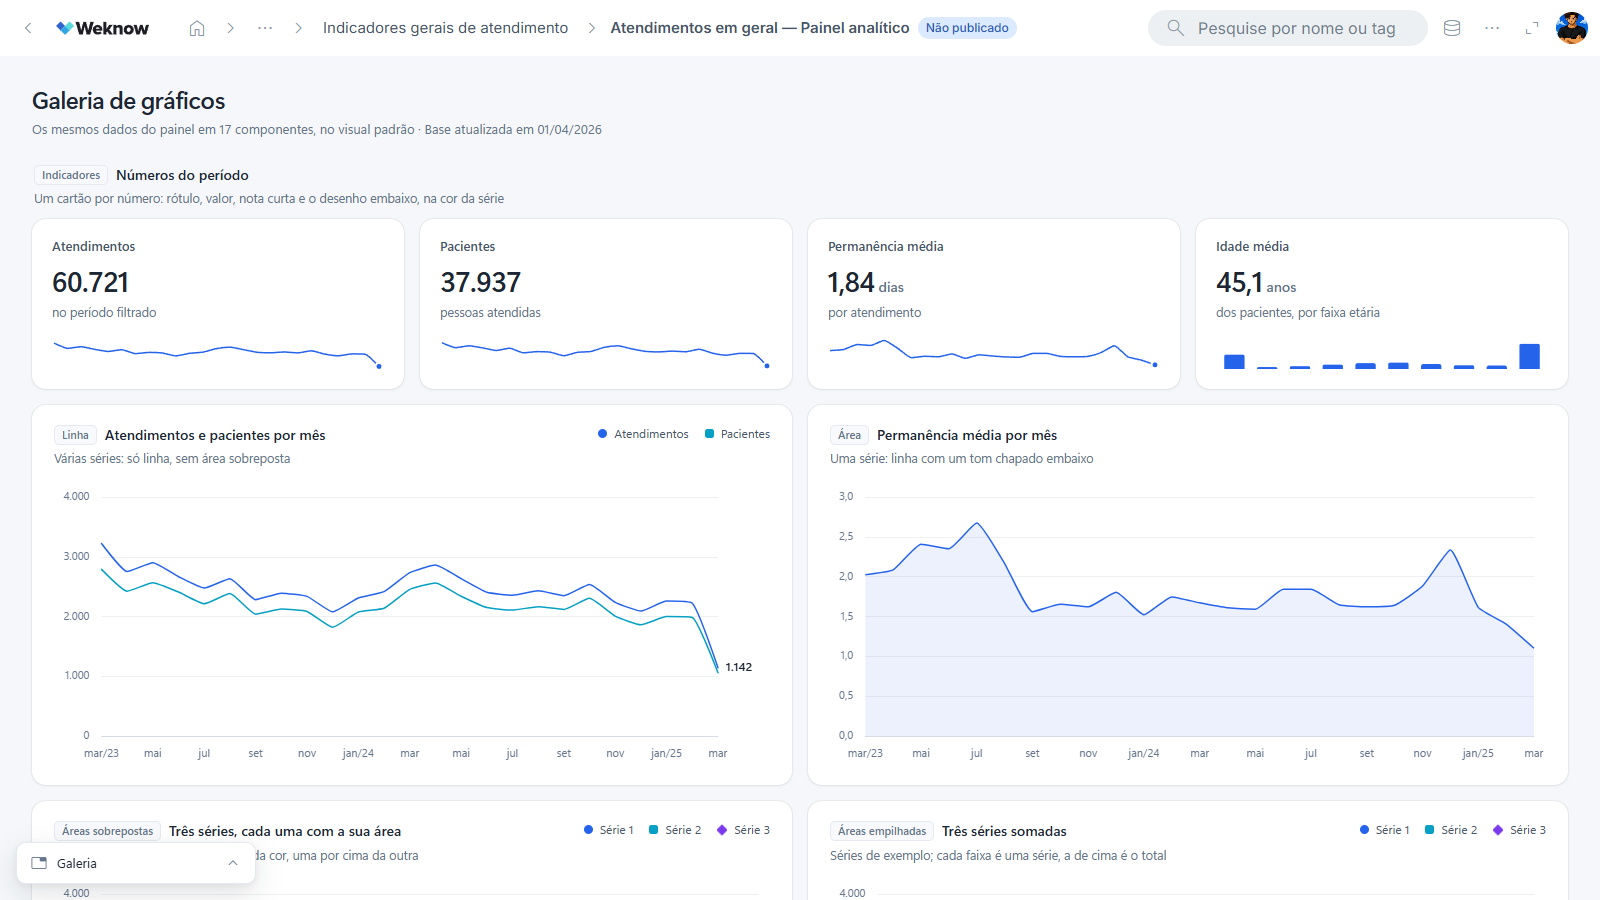 Weknow
···
Indicadores gerais de atendimento
Atendimentos em geral — Painel analítico
Não publicado
Pesquise por nome ou tag
Galeria de gráficos
Os mesmos dados do painel em 17 componentes, no visual padrão · Base atualizada em 01/04/2026
Indicadores Números do período
Um cartão por número: rótulo, valor, nota curta e o desenho embaixo, na cor da série
Atendimentos
60.721
no período filtrado
Pacientes
37.937
pessoas atendidas
Permanência média
1,84 dias
por atendimento
Idade média
45,1 anos
dos pacientes, por faixa etária
Linha Atendimentos e pacientes por mês
Atendimentos Pacientes
Várias séries: só linha, sem área sobreposta
4.000
3.000
2.000
1.000
0
1.142
mar/23 mai jul set nov jan/24 mar mai jul set nov jan/25 mar
Área Permanência média por mês
Uma série: linha com um tom chapado embaixo
3,0
2,5
2,0
1,5
1,0
0,5
0,0
mar/23 mai jul set nov jan/24 mar mai jul set nov jan/25 mar
Áreas sobrepostas Três séries, cada uma com a sua área
Série 1 Série 2 Série 3
da cor, uma por cima da outra
4.000
Áreas empilhadas Três séries somadas
Série 1 Série 2 Série 3
Séries de exemplo; cada faixa é uma série, a de cima é o total
4.000
Galeria